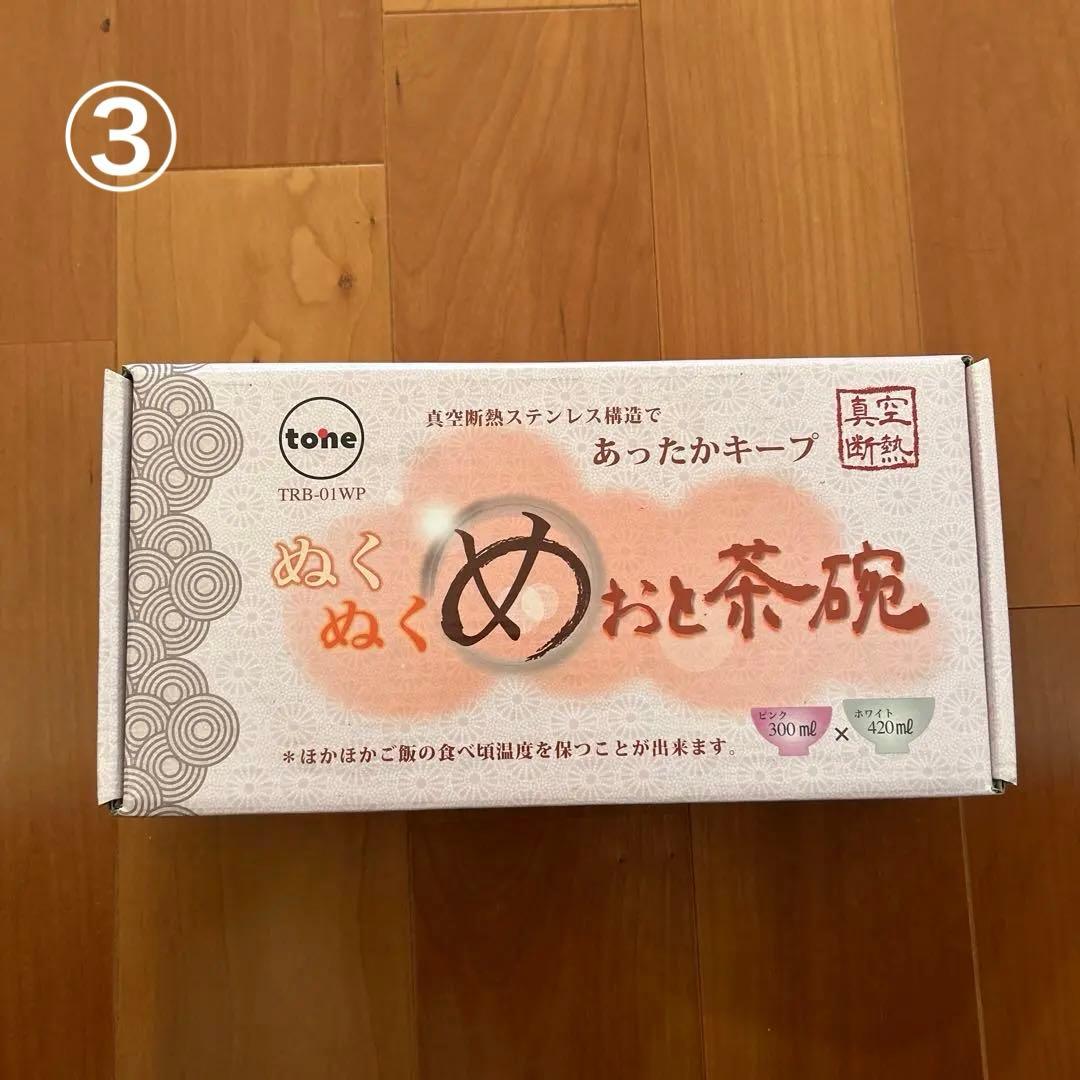 ③
tone
TRB-01WP
真空断熱ステンレス構造で
あったかキープ
真空
断熱
ぬく
ぬく
めおと茶碗
ピンク
300㎖
×
ホワイト
420㎖
＊ほかほかご飯の食べ頃温度を保つことが出来ます。